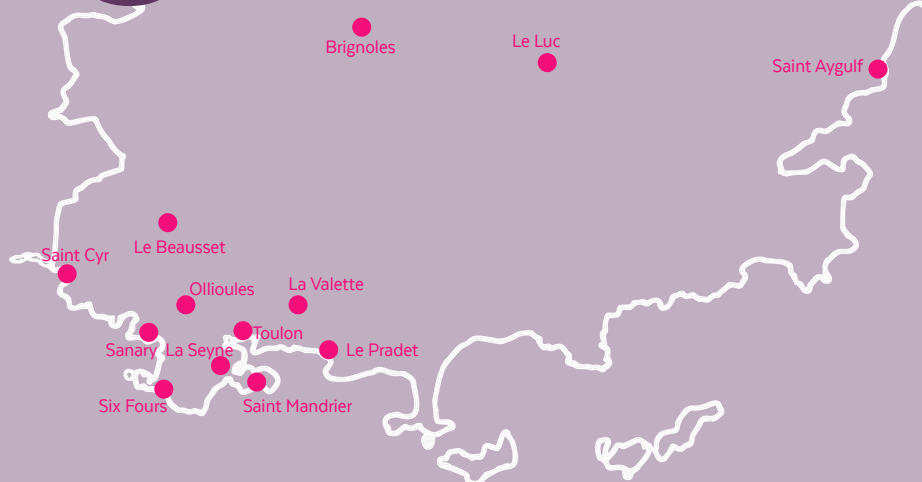 Brignoles
Le Luc
Saint Aygulf
Le Beausset
Saint Cyr
Ollioules
La Valette
Toulon
Sanary
La Seyne
Le Pradet
Six Fours
Saint Mandrier